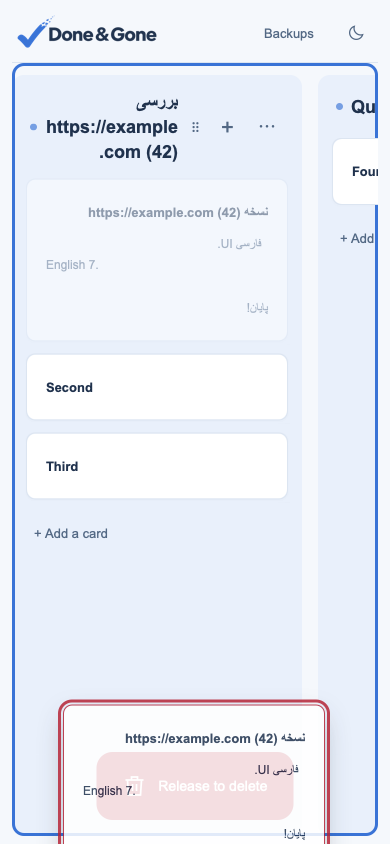 Done & Gone
Backups
بررسی
https://example
.com (42)
Qu
نسخه https://example.com (42)
فارسی UI.
English 7.
پایان!
Second
Third
+ Add a card
Four
+ Add
نسخه https://example.com (42)
فارسی UI.
English 7.
Release to delete
پایان!